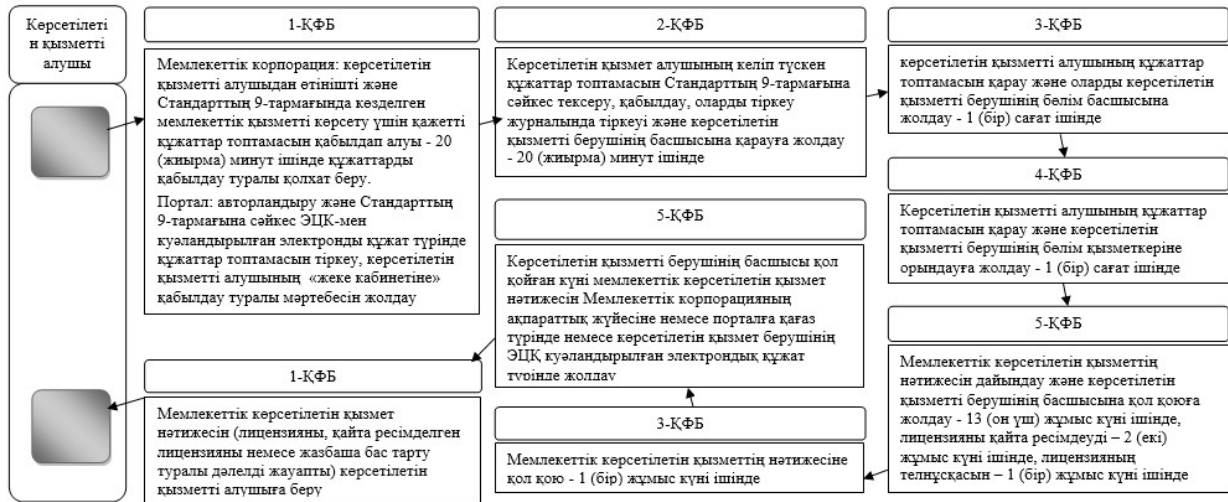 Көрсетілеті
н қызметті
алушы
1-ҚФБ
Мемлекеттік корпорация: көрсетілетін
қызметті алушыдан өтінішті және
Стандарттың 9-тармағында көзделген
мемлекеттік қызметті көрсету үшін қажетті
құжаттар топтамасын қабылдап алуы - 20
(жиырма) минут ішінде құжаттарды
қабылдау туралы қолхат беру.
Портал: авторландыру және Стандарттың
9-тармағына сәйкес ЭЦҚ-мен
куәландырылған электронды құжат түрінде
құжаттар топтамасын тіркеу, көрсетілетін
қызметті алушының «жеке кабинетіне»
қабылдау туралы мәртебесін жолдау
2-ҚФБ
Көрсетілетін қызмет алушының келіп түскен
құжаттар топтамасын Стандарттың 9-тармағына
сәйкес тексеру, қабылдау, оларды тіркеу
журналында тіркеуі және көрсетілетін
қызметті берушінің басшысына қарауға жолдау
- 20 (жиырма) минут ішінде
3-ҚФБ
көрсетілетін қызметті алушының құжаттар
топтамасын қарау және оларды көрсетілетін
қызметті берушінің бөлім басшысына
жолдау - 1 (бір) сағат ішінде
4-ҚФБ
Көрсетілетін қызметті алушының құжаттар
топтамасын қарау және көрсетілетін
қызметті берушінің бөлім қызметкеріне
орындауға жолдау - 1 (бір) сағат ішінде
5-ҚФБ
Мемлекеттік көрсетілетін қызметтің
нәтижесін дайындау және көрсетілетін
қызметті берушінің басшысына қол қоюға
жолдау - 13 (он үш) жұмыс күні ішінде,
лицензияны қайта ресімдеуді – 2 (екі)
жұмыс күні ішінде, лицензияның
телнұсқасын – 1 (бір) жұмыс күні ішінде
3-ҚФБ
Мемлекеттік көрсетілетін қызметтің нәтижесіне
қол қою - 1 (бір) жұмыс күні ішінде
5-ҚФБ
Көрсетілетін қызметті берушінің басшысы қол
қойған күні мемлекеттік көрсетілетін қызмет
нәтижесін Мемлекеттік корпорацияның
ақпараттық жүйесіне немесе порталға қағаз
түрінде немесе көрсетілетін қызмет берушінің
ЭЦҚ куәландырылған электрондық құжат
түрінде жолдау
1-ҚФБ
Мемлекеттік көрсетілетін қызмет
нәтижесін (лицензияны, қайта ресімделген
лицензияны немесе жазбаша бас тарту
туралы дәлелді жауапты) көрсетілетін
қызметті алушыға беру